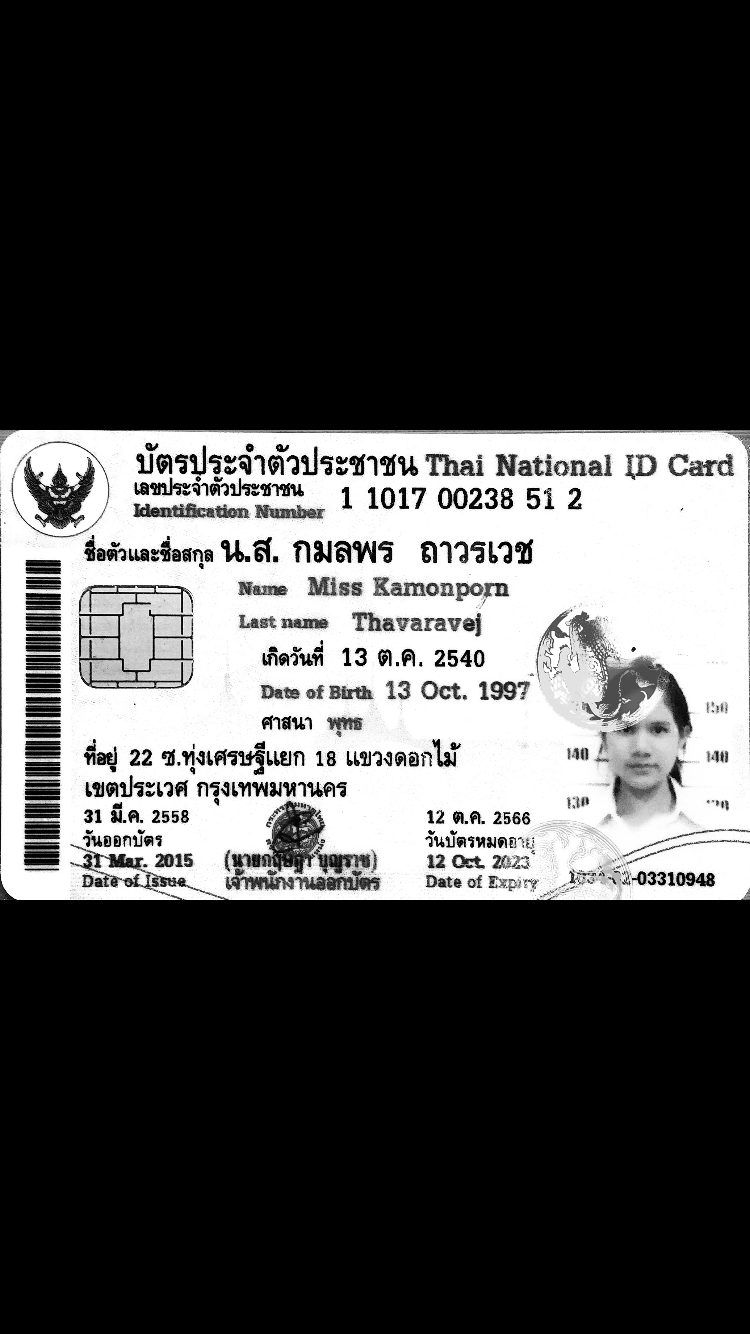 บัตรประจำตัวประชาชน Thai National ID Card
เลขประจำตัวประชาชน
Identification Number 1 1017 00238 51 2
ชื่อตัวและชื่อสกุล น.ส. กมลพร ถาวรเวช
Name Miss Kamonporn
Last name Thavaravej
เกิดวันที่ 13 ต.ค. 2540
Date of Birth 13 Oct. 1997
ศาสนา พุทธ
ที่อยู่ 22 ซ.ทุ่งเศรษฐีแยก 18 แขวงดอกไม้
เขตประเวศ กรุงเทพมหานคร
150
140 140
130
31 มี.ค. 2558
วันออกบัตร
31 Mar. 2015
Date of Issue
(นายกฤษฎา บุญราช)
เจ้าพนักงานออกบัตร
12 ต.ค. 2566
วันบัตรหมดอายุ
12 Oct. 2023
Date of Expiry
-03310948